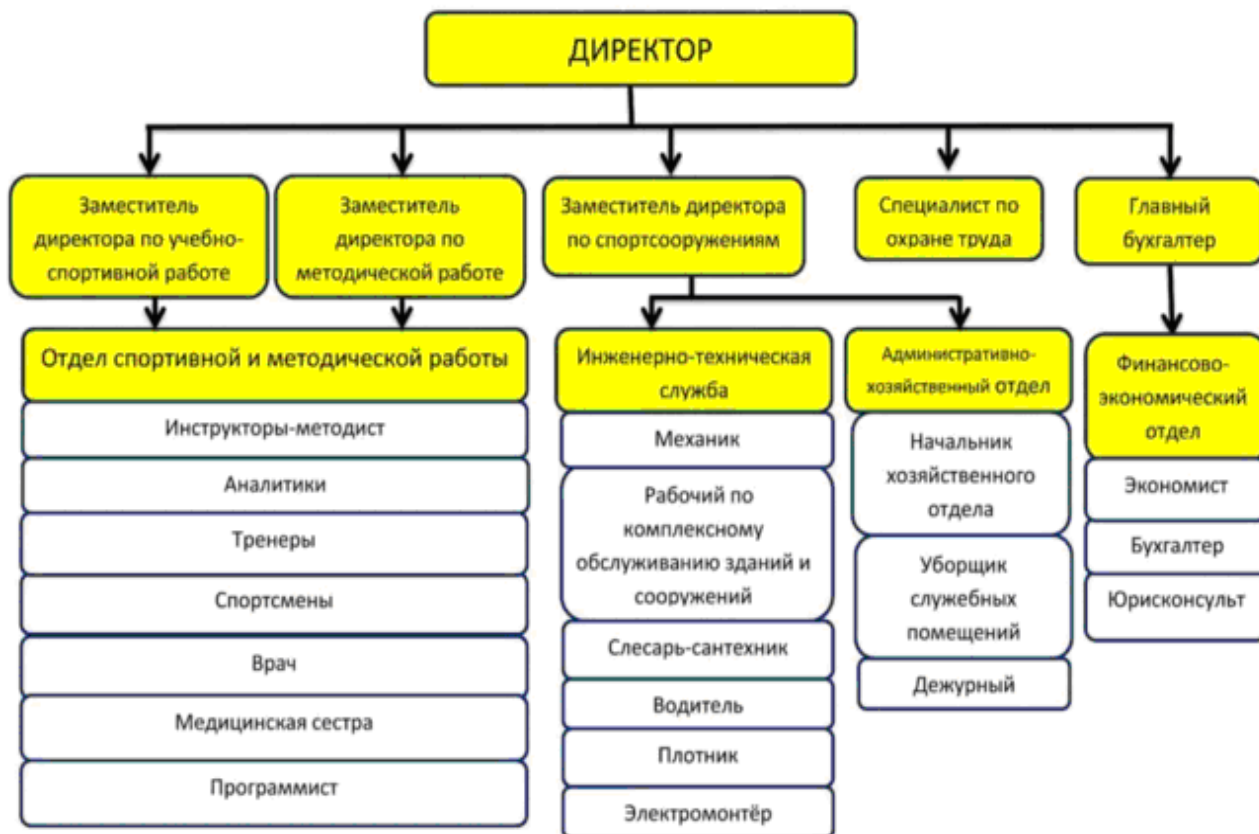 ДИРЕКТОР
Заместитель
директора по учебно-
спортивной работе
Заместитель
директора по
методической работе
Заместитель директора
по спортсооружениям
Специалист по
охране труда
Главный
бухгалтер
Отдел спортивной и методической работы
Инструкторы-методист
Аналитики
Тренеры
Спортсмены
Врач
Медицинская сестра
Программист
Инженерно-техническая
служба
Механик
Рабочий по
комплексному
обслуживанию зданий и
сооружений
Слесарь-сантехник
Водитель
Плотник
Электромонтёр
Административно-
хозяйственный отдел
Начальник
хозяйственного
отдела
Уборщик
служебных
помещений
Дежурный
Финансово-
экономический
отдел
Экономист
Бухгалтер
Юрисконсульт